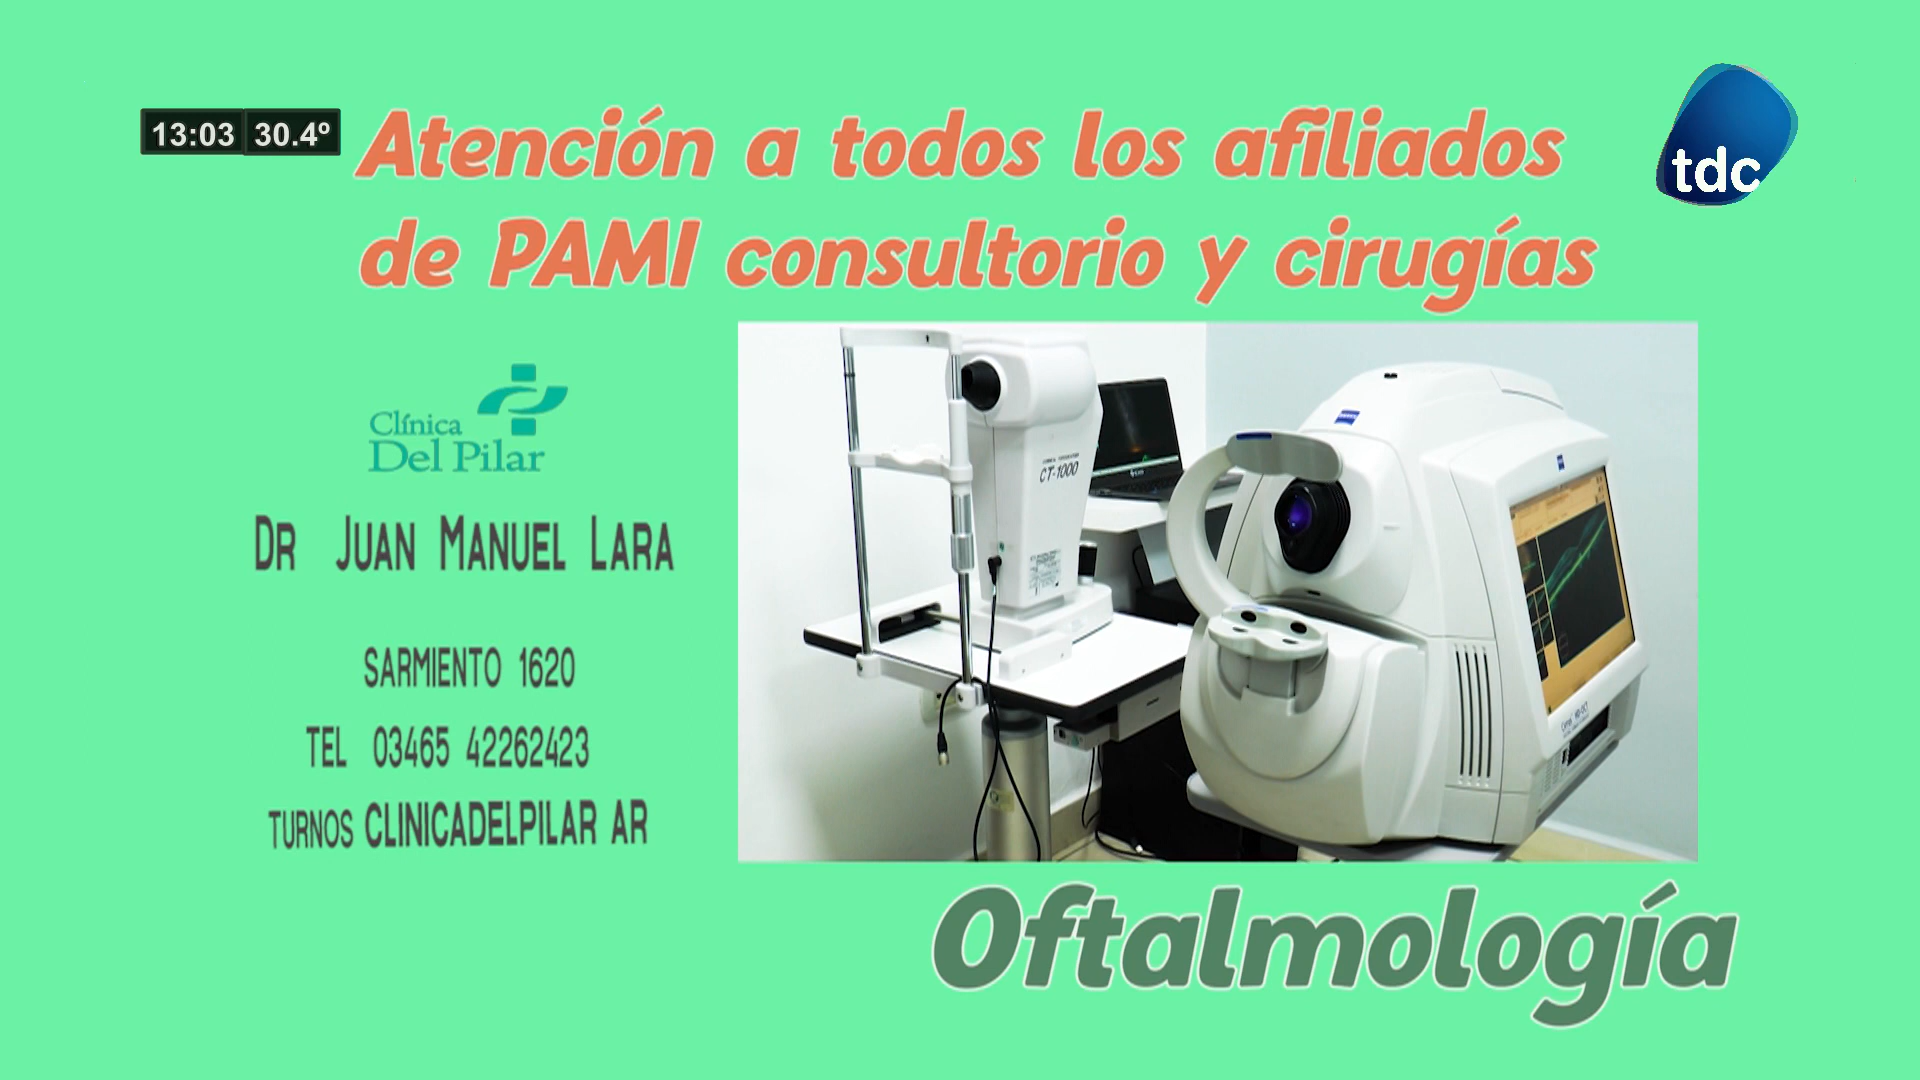 13:03 30.4º
Atención a todos los afiliados
de PAMI consultorio y cirugías
tdc
Clínica
Del Pilar
DR JUAN MANUEL LARA
SARMIENTO 1620
TEL 03465 42262423
TURNOS CLINICADELPILAR AR
CT-1000
Oftalmología